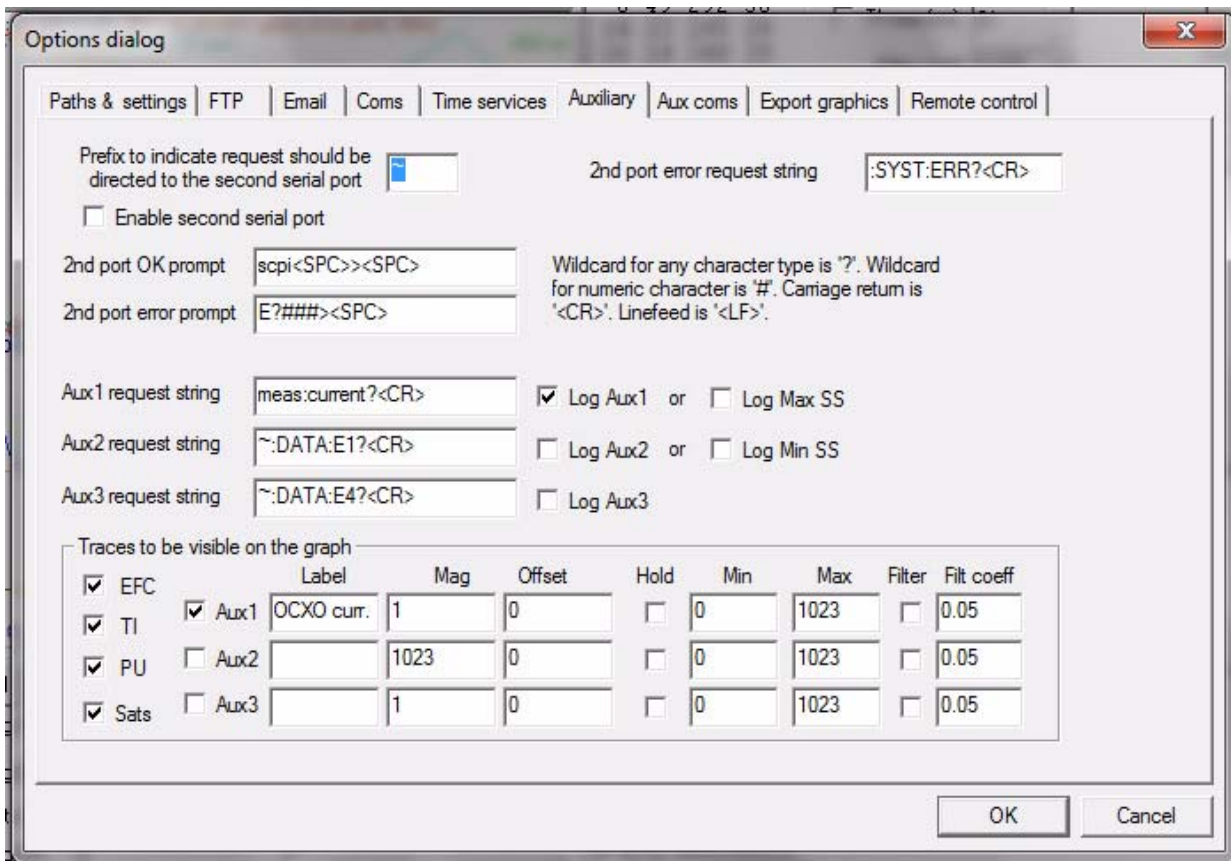 Options dialog
Paths & settings FTP Email Coms Time services Auxiliary Aux coms Export graphics Remote control
Prefix to indicate request should be
directed to the second serial port ~
2nd port error request string :SYST:ERR?<CR>
Enable second serial port
2nd port OK prompt scpi<SPC>><SPC>
2nd port error prompt E?###><SPC>
Wildcard for any character type is '?'. Wildcard
for numeric character is '#'. Carriage return is
'<CR>'. Linefeed is '<LF>'.
Aux1 request string meas:current?<CR> Log Aux1 or Log Max SS
Aux2 request string ~:DATA:E1?<CR> Log Aux2 or Log Min SS
Aux3 request string ~:DATA:E4?<CR> Log Aux3
Traces to be visible on the graph
Label Mag Offset Hold Min Max Filter Filt coeff
EFC
Aux1 OCXO curr. 1 0 0 1023 0.05
TI
Aux2 1023 0 0 1023 0.05
PU
Aux3 1 0 0 1023 0.05
Sats
OK Cancel